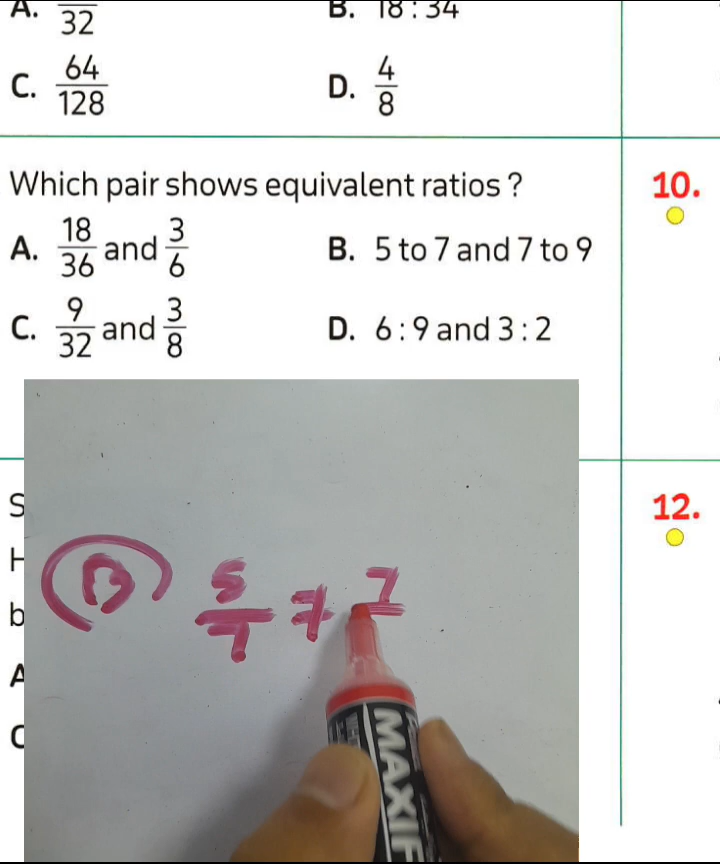 A. 32 B. 18 : 34
C. 64/128 D. 4/8
Which pair shows equivalent ratios ? 10.
A. 18/36 and 3/6 B. 5 to 7 and 7 to 9
C. 9/32 and 3/8 D. 6 : 9 and 3 : 2
S 12.
H
b
A
C
B 5/7 ≠ 7
MAXIF